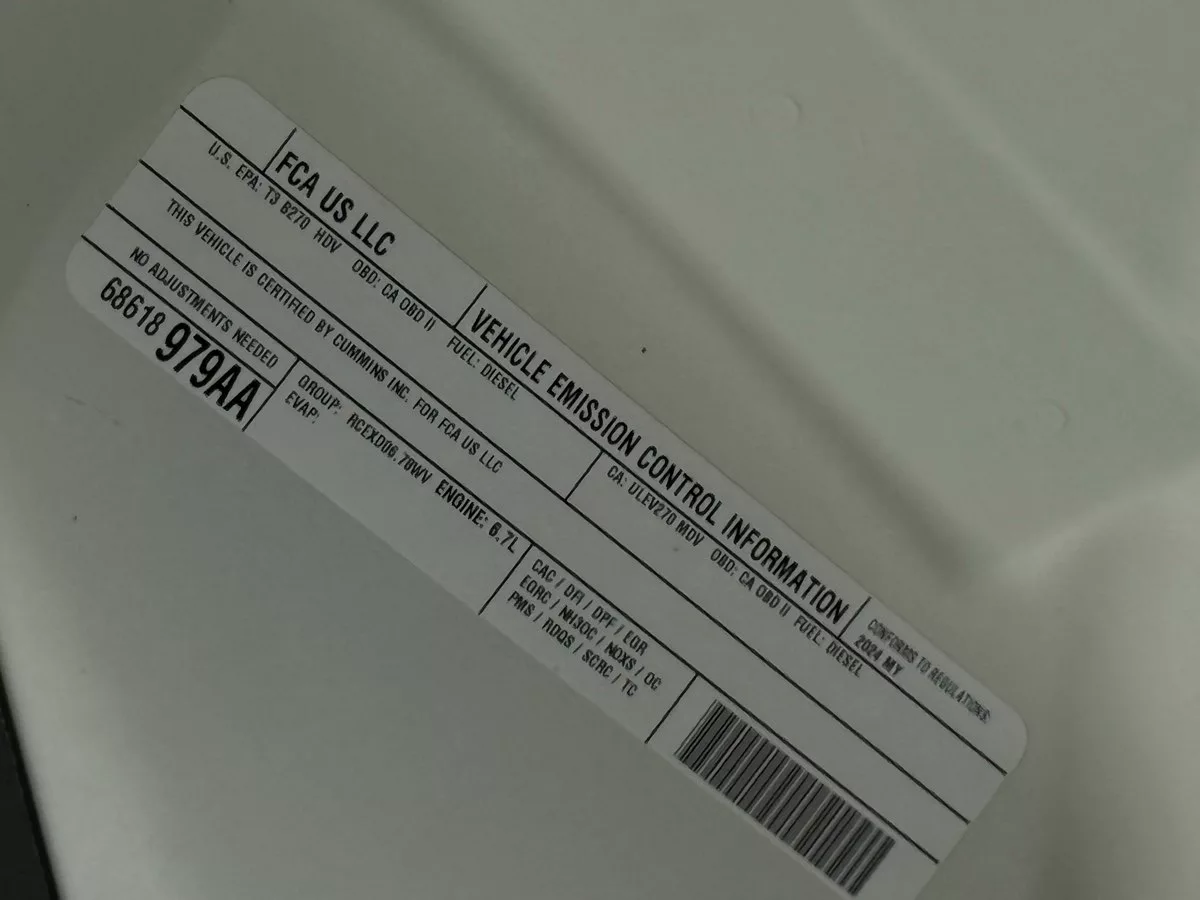 FCA US LLC
VEHICLE EMISSION CONTROL INFORMATION
CONFORMS TO REGULATIONS:
2024 MY
U.S. EPA: T3 B270 HDV OBD: CA OBD II FUEL: DIESEL
CA: ULEV270 MDV OBD: CA OBD II FUEL: DIESEL
THIS VEHICLE IS CERTIFIED BY CUMMINS INC. FOR FCA US LLC
NO ADJUSTMENTS NEEDED
68618 979AA
GROUP: RCEXD06.78WV ENGINE: 6.7L
EVAP:
CAC / DFI / DPF / EGR
EGRC / NH3OC / NOXS / OC
PMS / RDQS / SCRC / TC